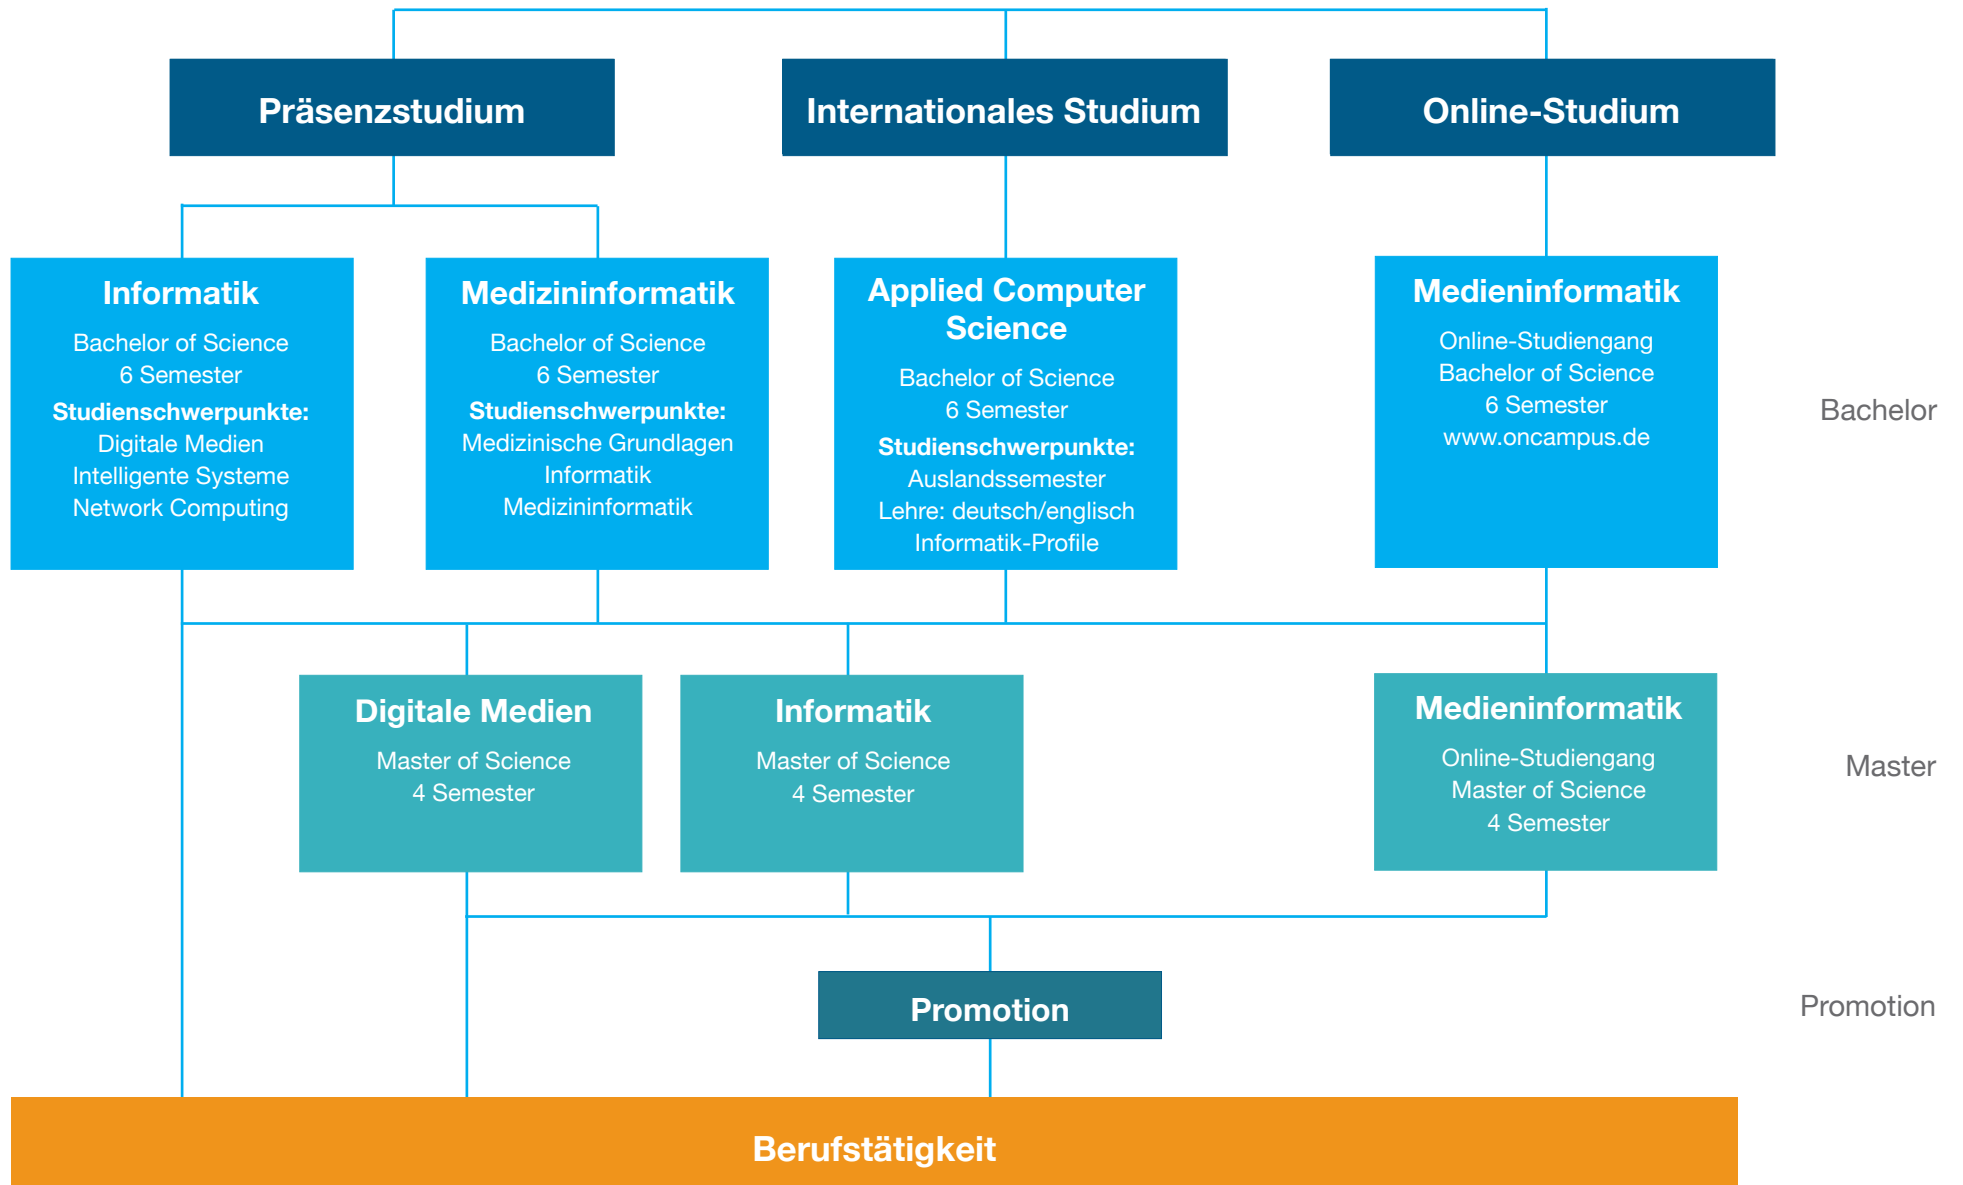 Präsenzstudium
Internationales Studium
Online-Studium
Informatik
Bachelor of Science
6 Semester
Studienschwerpunkte:
Digitale Medien
Intelligente Systeme
Network Computing
Medizininformatik
Bachelor of Science
6 Semester
Studienschwerpunkte:
Medizinische Grundlagen
Informatik
Medizininformatik
Applied Computer
Science
Bachelor of Science
6 Semester
Studienschwerpunkte:
Auslandssemester
Lehre: deutsch/englisch
Informatik-Profile
Medieninformatik
Online-Studiengang
Bachelor of Science
6 Semester
www.oncampus.de
Bachelor
Digitale Medien
Master of Science
4 Semester
Informatik
Master of Science
4 Semester
Medieninformatik
Online-Studiengang
Master of Science
4 Semester
Master
Promotion
Promotion
Berufstätigkeit